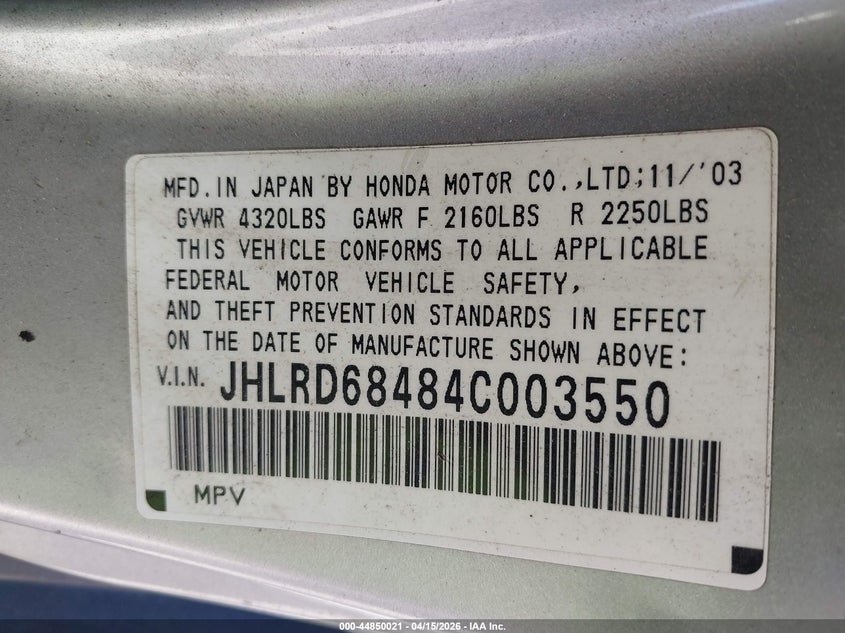 MFD. IN JAPAN BY HONDA MOTOR CO.,LTD;11/'03
GVWR 4320LBS GAWR F 2160LBS R 2250LBS
THIS VEHICLE CONFORMS TO ALL APPLICABLE
FEDERAL MOTOR VEHICLE SAFETY,
AND THEFT PREVENTION STANDARDS IN EFFECT
ON THE DATE OF MANUFACTURE SHOWN ABOVE:
V.I.N. JHLRD68484C003550
MPV
000-44850021 - 04/15/2026 - IAA Inc.